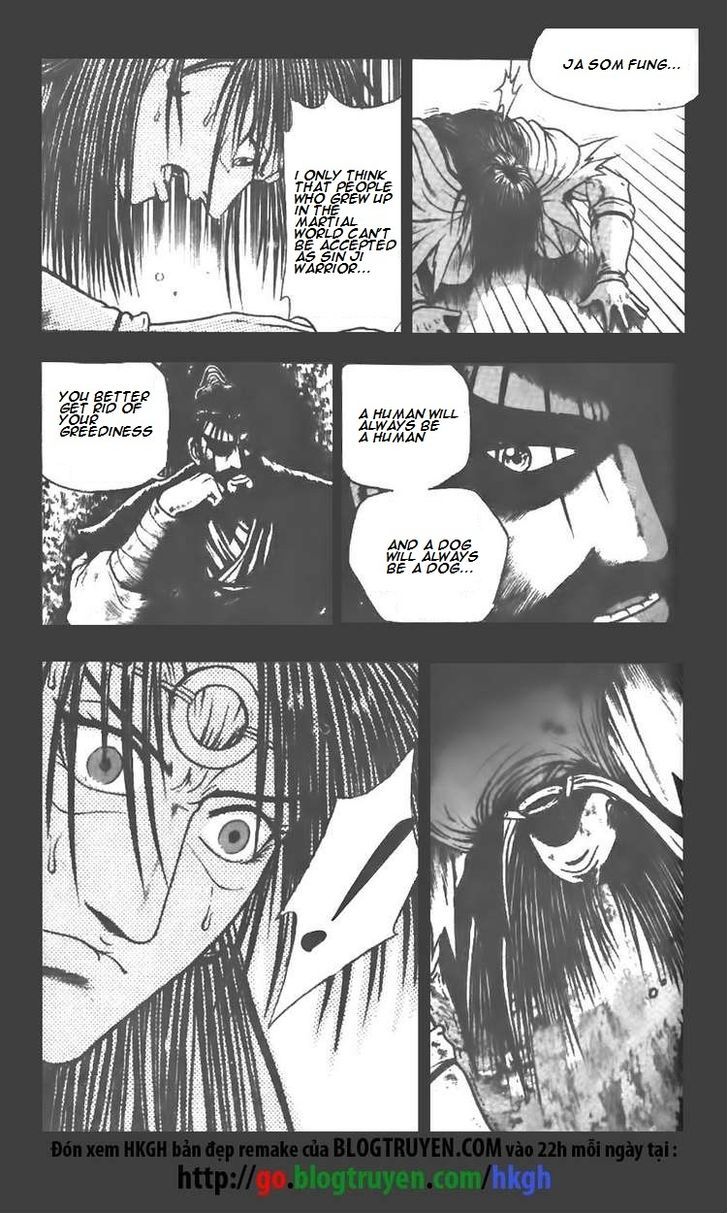 JA SOM FUNG...
I ONLY THINK
THAT PEOPLE
WHO GREW UP
IN THE
MARTIAL
WORLD CAN'T
BE ACCEPTED
AS SIN JI
WARRIOR...
A HUMAN WILL
ALWAYS BE
A HUMAN
AND A DOG
WILL ALWAYS
BE A DOG...
YOU BETTER
GET RID OF
YOUR
GREEDINESS
!
Đón xem HKGH bản đẹp remake của BLOGTRUYEN.COM vào 22h mỗi ngày tại :
http://go.blogtruyen.com/hkgh